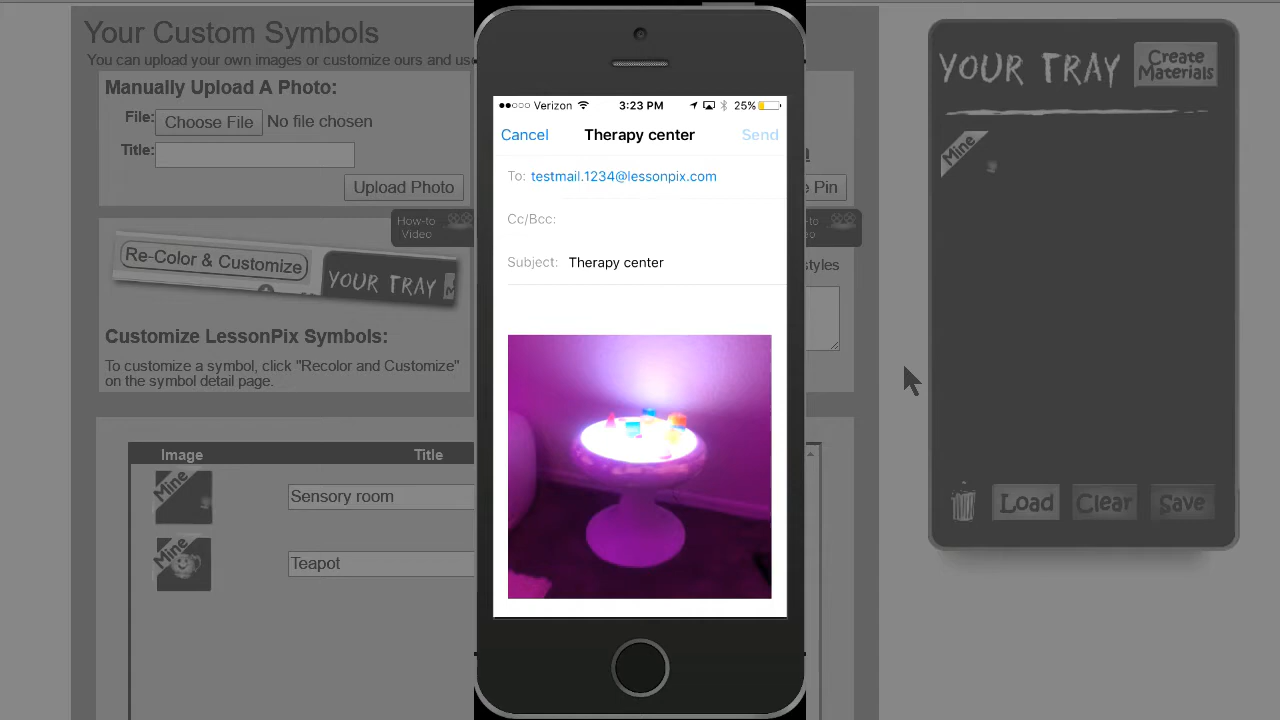 Your Custom Symbols
You can upload your own images or customize ours and use
Manually Upload A Photo:
File: Choose File No file chosen
Title:
Upload Photo
How-to
Video
Re-Color & Customize
YOUR TRAY
Customize LessonPix Symbols:
To customize a symbol, click "Recolor and Customize"
on the symbol detail page.
Image Title
Mine Sensory room
Mine Teapot
Verizon 3:23 PM 25%
Cancel Therapy center Send
To: testmail.1234@lessonpix.com
Cc/Bcc:
Subject: Therapy center
e Pin
styles
YOUR TRAY Create
Materials
Mine
Load Clear Save